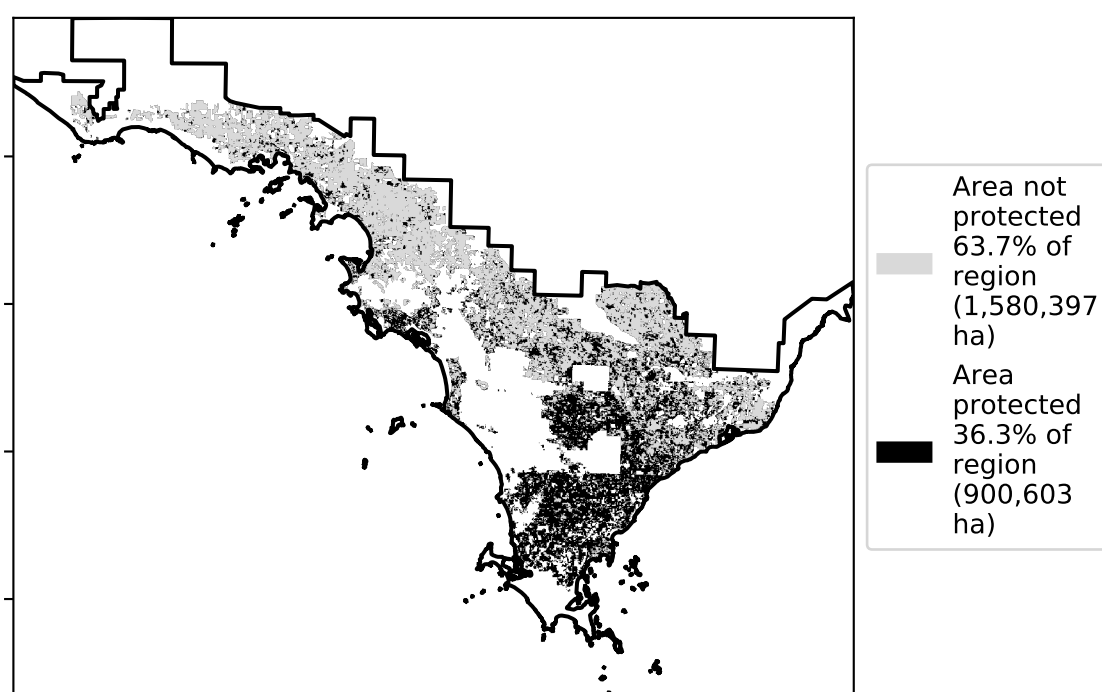 Area not
protected
63.7% of
region
(1,580,397
ha)
Area
protected
36.3% of
region
(900,603
ha)